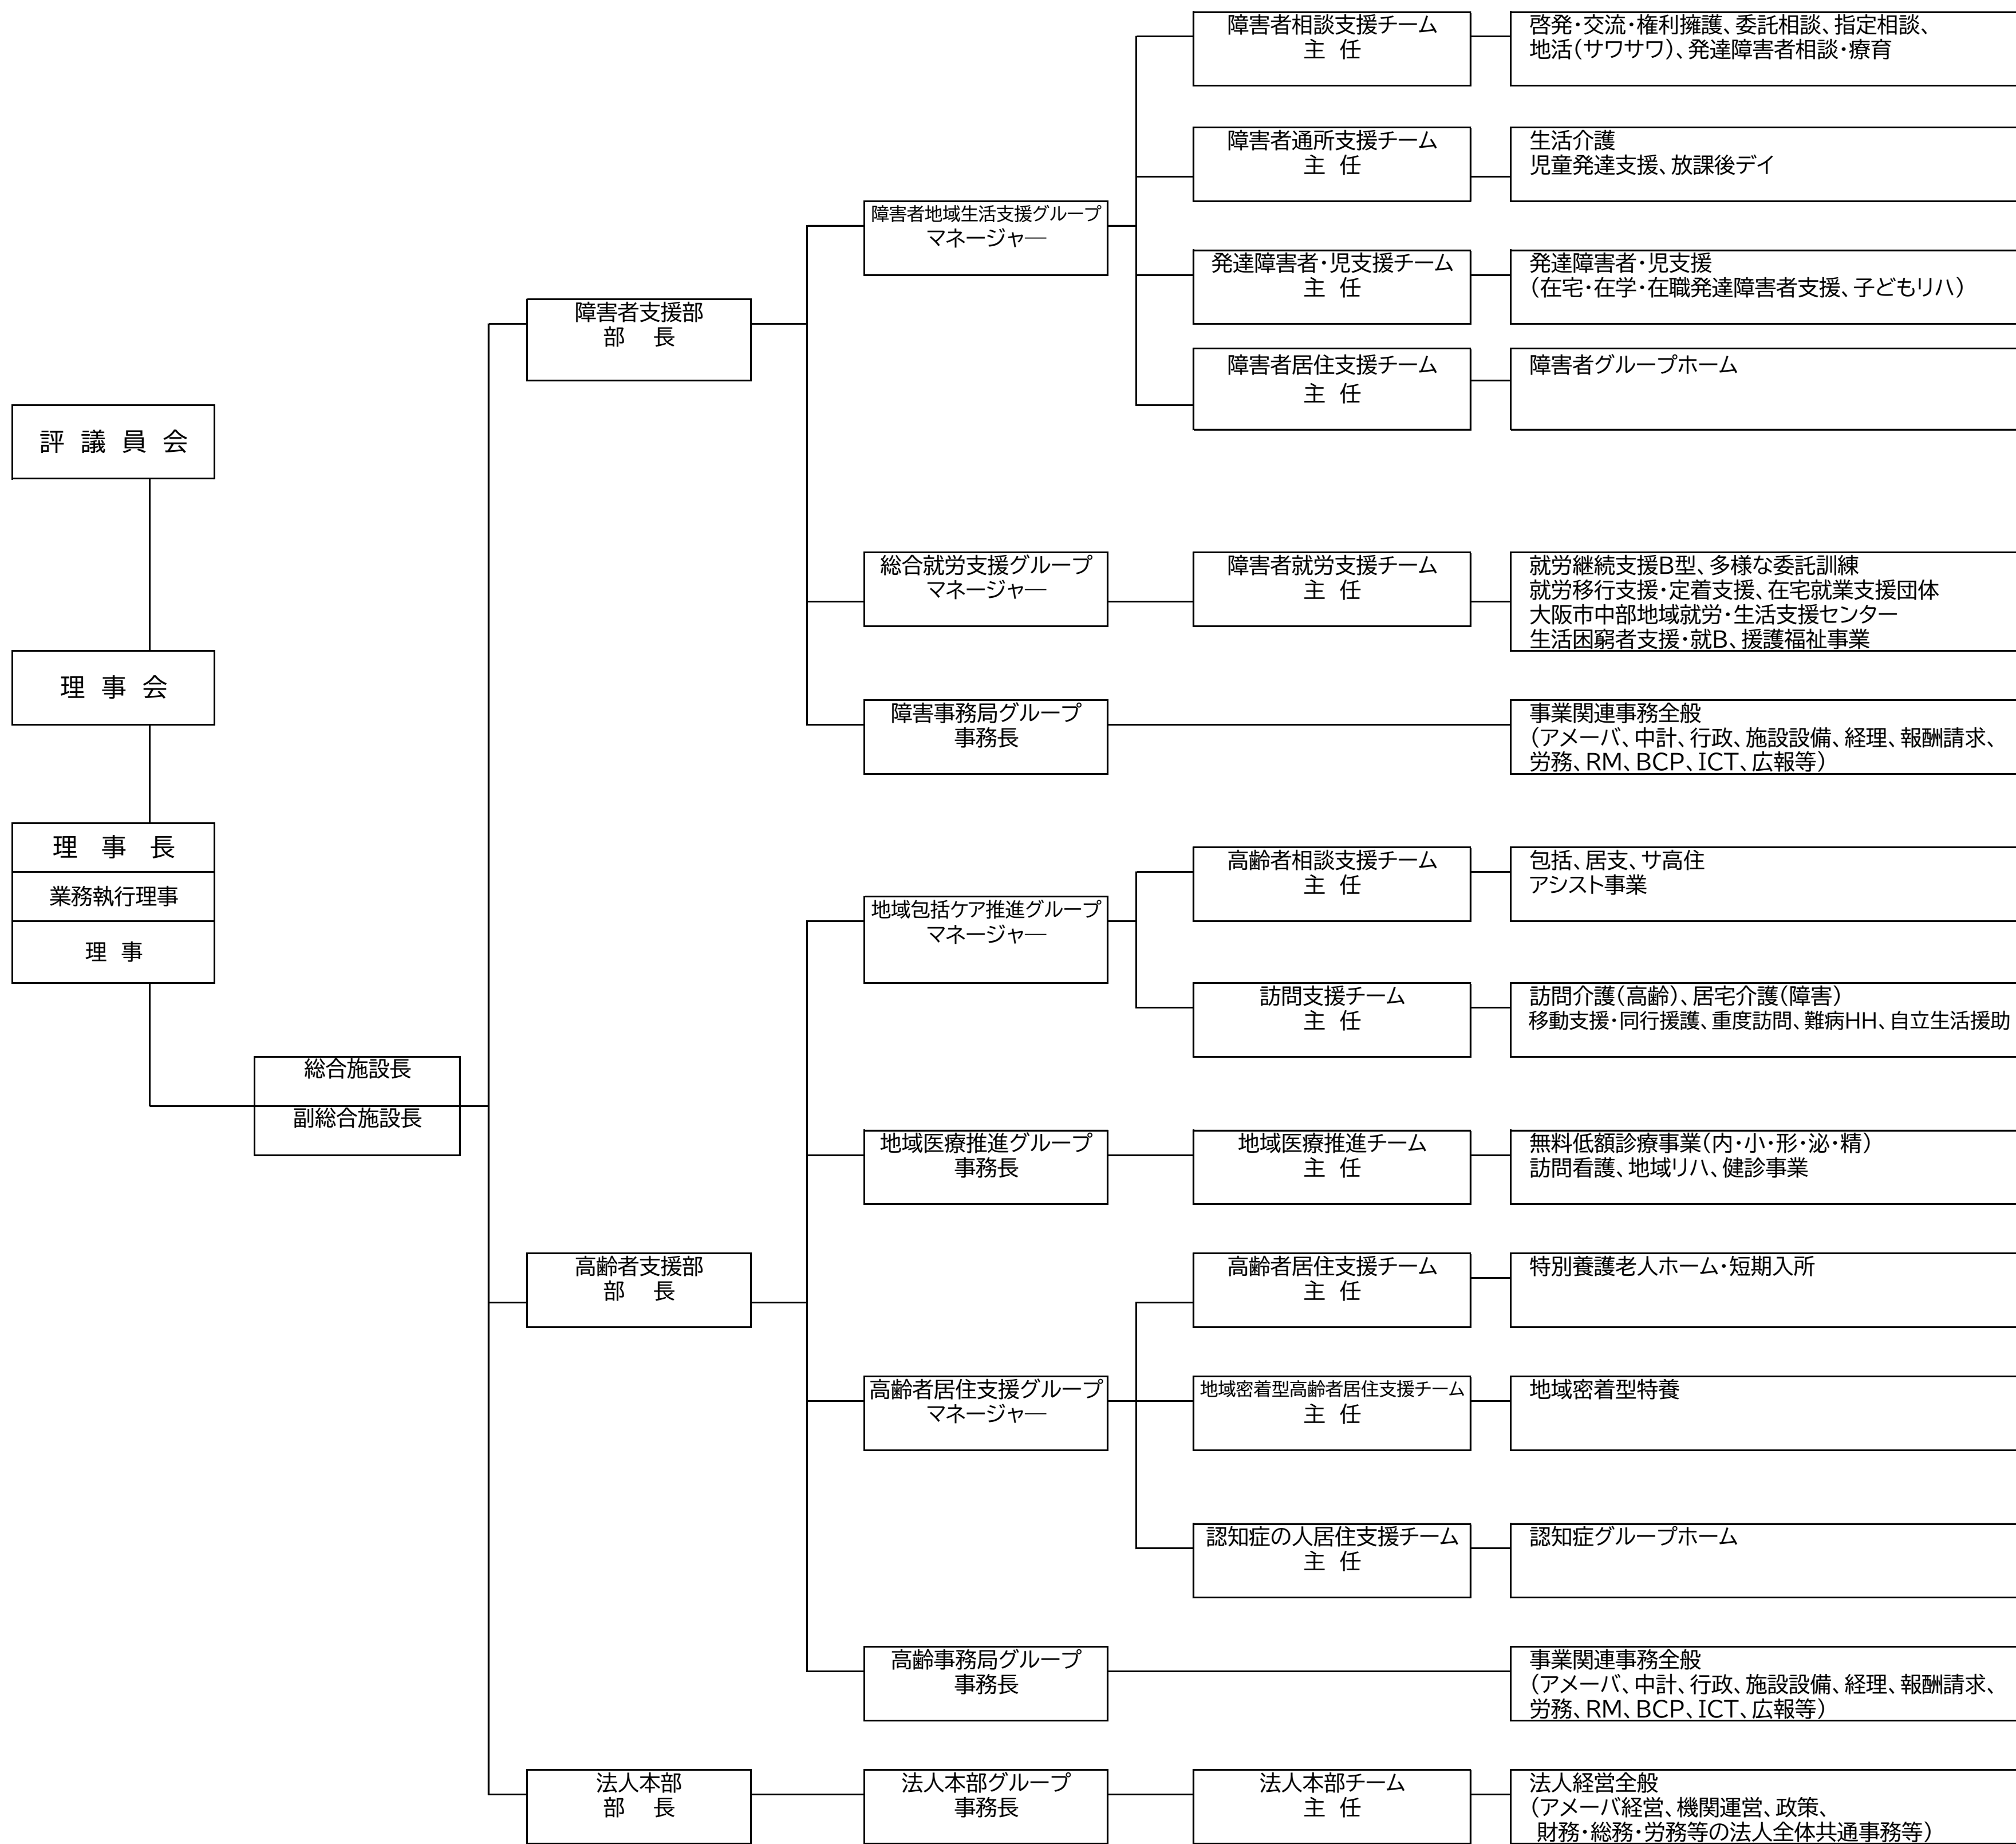 評 議 員 会
理 事 会
理 事 長
業務執行理事
理 事
総合施設長
副総合施設長
障害者支援部
部 長
障害者地域生活支援グループ
マネージャ―
障害者相談支援チーム
主 任
啓発・交流・権利擁護、委託相談、指定相談、
地活（サワサワ）、発達障害者相談・療育
障害者通所支援チーム
主 任
生活介護
児童発達支援、放課後デイ
発達障害者・児支援チーム
主 任
発達障害者・児支援
（在宅・在学・在職発達障害者支援、子どもリハ）
障害者居住支援チーム
主 任
障害者グループホーム
総合就労支援グループ
マネージャ―
障害者就労支援チーム
主 任
就労継続支援B型、多様な委託訓練
就労移行支援・定着支援、在宅就業支援団体
大阪市中部地域就労・生活支援センター
生活困窮者支援・就B、援護福祉事業
障害事務局グループ
事務長
事業関連事務全般
（アメーバ、中計、行政、施設設備、経理、報酬請求、
労務、RM、BCP、ICT、広報等）
高齢者支援部
部 長
地域包括ケア推進グループ
マネージャ―
高齢者相談支援チーム
主 任
包括、居支、サ高住
アシスト事業
訪問支援チーム
主 任
訪問介護（高齢）、居宅介護（障害）
移動支援・同行援護、重度訪問、難病HH、自立生活援助
地域医療推進グループ
事務長
地域医療推進チーム
主 任
無料低額診療事業（内・小・形・泌・精）
訪問看護、地域リハ、健診事業
高齢者居住支援グループ
マネージャ―
高齢者居住支援チーム
主 任
特別養護老人ホーム・短期入所
地域密着型高齢者居住支援チーム
主 任
地域密着型特養
認知症の人居住支援チーム
主 任
認知症グループホーム
高齢事務局グループ
事務長
事業関連事務全般
（アメーバ、中計、行政、施設設備、経理、報酬請求、
労務、RM、BCP、ICT、広報等）
法人本部
部 長
法人本部グループ
事務長
法人本部チーム
主 任
法人経営全般
（アメーバ経営、機関運営、政策、
財務・総務・労務等の法人全体共通事務等）